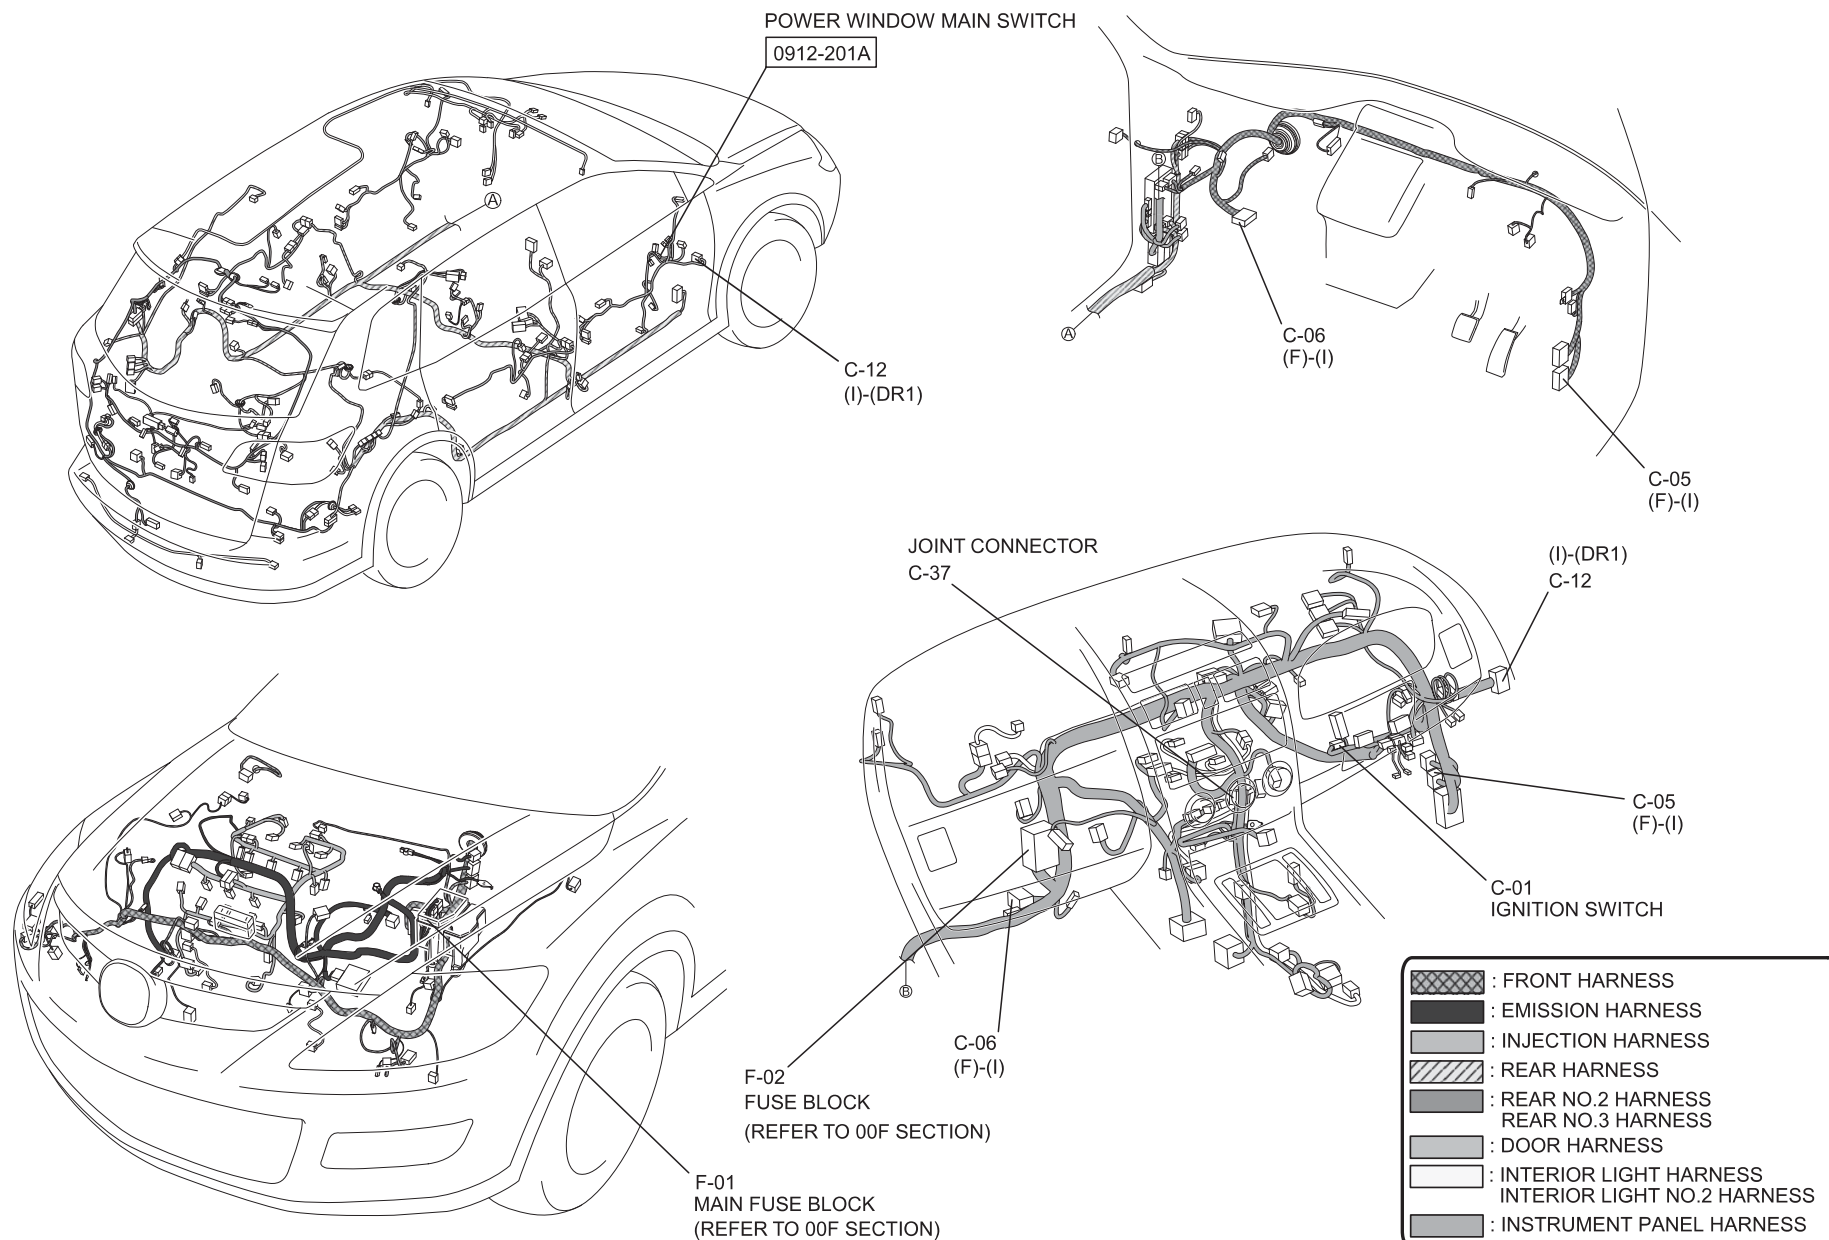 POWER WINDOW MAIN SWITCH
0912-201A
A
C-12
(I)-(DR1)
B
A
C-06
(F)-(I)
C-05
(F)-(I)
JOINT CONNECTOR
C-37
(I)-(DR1)
C-12
C-05
(F)-(I)
C-01
IGNITION SWITCH
B
C-06
(F)-(I)
F-02
FUSE BLOCK
(REFER TO 00F SECTION)
F-01
MAIN FUSE BLOCK
(REFER TO 00F SECTION)
: FRONT HARNESS
: EMISSION HARNESS
: INJECTION HARNESS
: REAR HARNESS
: REAR NO.2 HARNESS
REAR NO.3 HARNESS
: DOOR HARNESS
: INTERIOR LIGHT HARNESS
INTERIOR LIGHT NO.2 HARNESS
: INSTRUMENT PANEL HARNESS